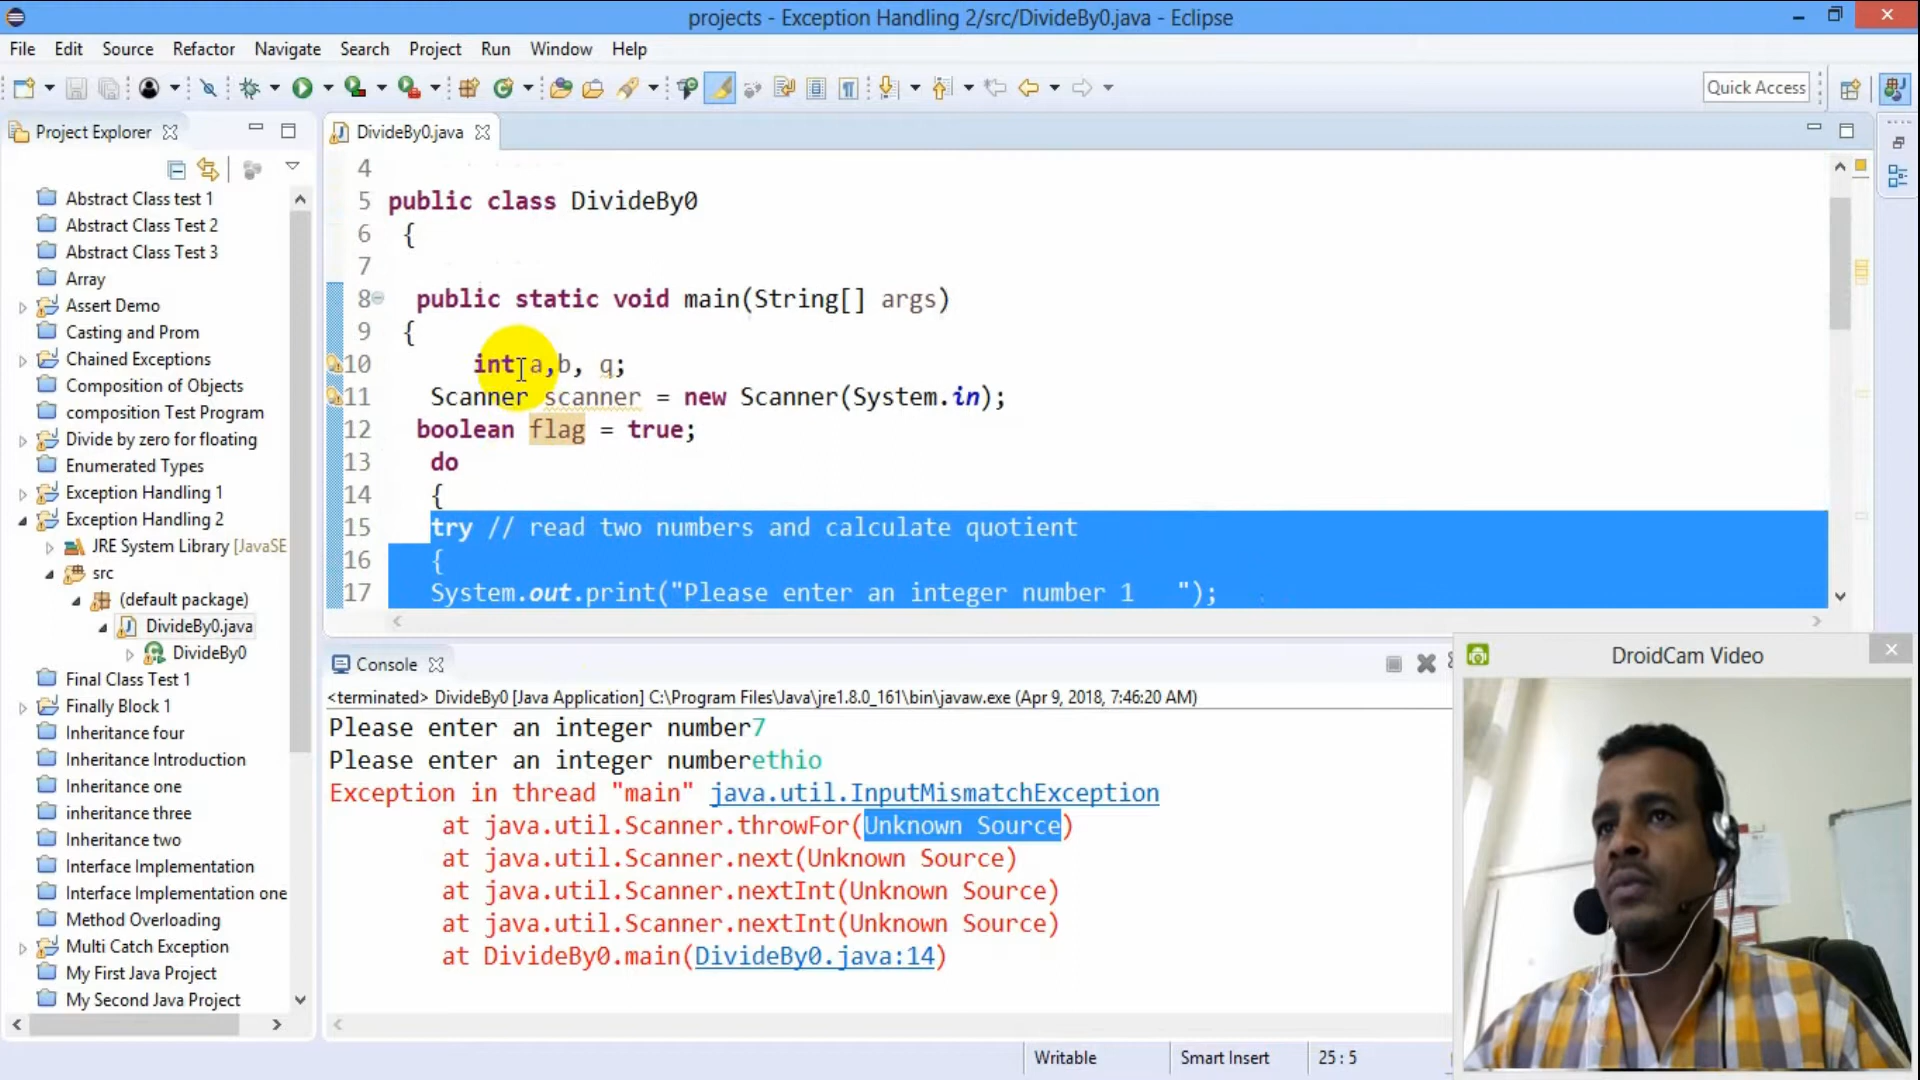 projects - Exception Handling 2/src/DivideBy0.java - Eclipse
File Edit Source Refactor Navigate Search Project Run Window Help
Quick Access
Project Explorer
Abstract Class test 1
Abstract Class Test 2
Abstract Class Test 3
Array
Assert Demo
Casting and Prom
Chained Exceptions
Composition of Objects
composition Test Program
Divide by zero for floating
Enumerated Types
Exception Handling 1
Exception Handling 2
JRE System Library [JavaSE
src
(default package)
DivideBy0.java
DivideBy0
Final Class Test 1
Finally Block 1
Inheritance four
Inheritance Introduction
Inheritance one
inheritance three
Inheritance two
Interface Implementation
Interface Implementation one
Method Overloading
Multi Catch Exception
My First Java Project
My Second Java Project
DivideBy0.java
4
5 public class DivideBy0
6 {
7
8 public static void main(String[] args)
9 {
10 int a,b, q;
11 Scanner scanner = new Scanner(System.in);
12 boolean flag = true;
13 do
14 {
15 try // read two numbers and calculate quotient
16 {
17 System.out.print("Please enter an integer number 1   ");
Console
<terminated> DivideBy0 [Java Application] C:\Program Files\Java\jre1.8.0_161\bin\javaw.exe (Apr 9, 2018, 7:46:20 AM)
Please enter an integer number7
Please enter an integer numberethio
Exception in thread "main" java.util.InputMismatchException
at java.util.Scanner.throwFor(Unknown Source)
at java.util.Scanner.next(Unknown Source)
at java.util.Scanner.nextInt(Unknown Source)
at java.util.Scanner.nextInt(Unknown Source)
at DivideBy0.main(DivideBy0.java:14)
DroidCam Video
Writable Smart Insert 25 : 5